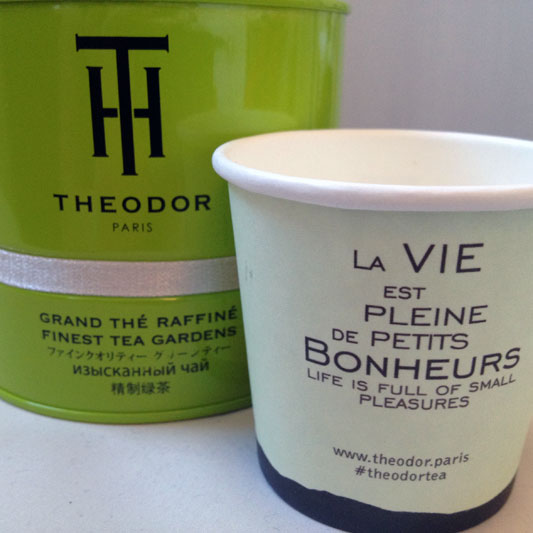 TH
THEODOR
PARIS
GRAND THÉ RAFFINÉ
FINEST TEA GARDENS
ファインクオリティー グリーンティー
изысканный чай
精制绿茶
LA VIE
EST
PLEINE
DE PETITS
BONHEURS
LIFE IS FULL OF SMALL
PLEASURES
www.theodor.paris
#theodortea